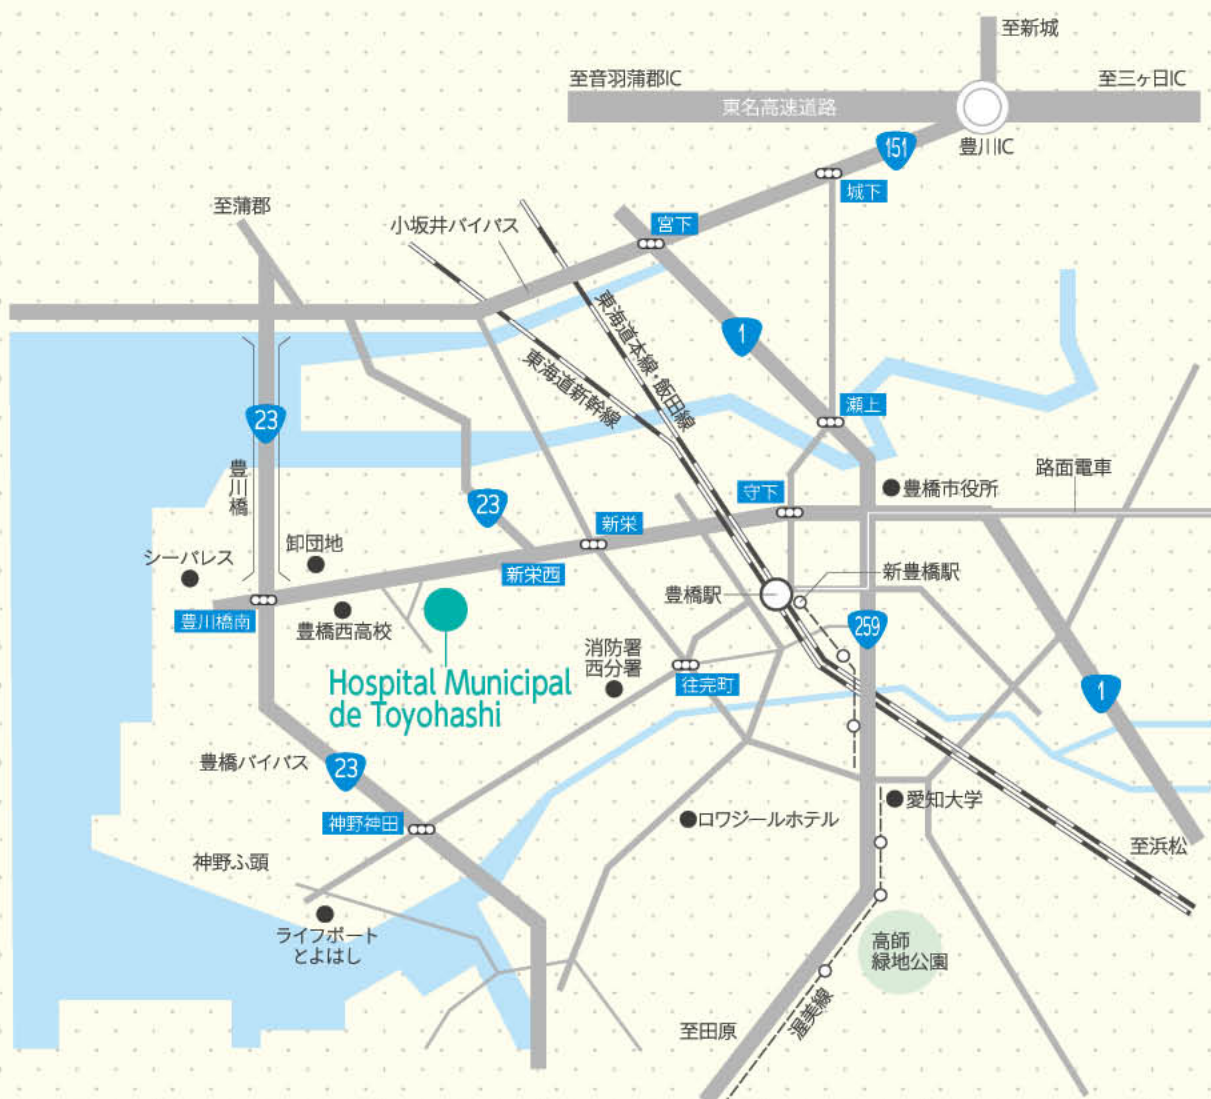 至新城
至音羽蒲郡IC
至三ヶ日IC
東名高速道路
豊川IC
151
城下
至蒲郡
小坂井バイパス
宮下
東海道本線・飯田線
1
東海道新幹線
瀬上
23
豊川橋
23
守下
豊橋市役所
路面電車
新栄
卸団地
シーパレス
新栄西
豊橋駅
新豊橋駅
豊川橋南
豊橋西高校
259
消防署
西分署
往完町
Hospital Municipal
de Toyohashi
1
豊橋バイパス
23
神野神田
ロワジールホテル
愛知大学
至浜松
神野ふ頭
ライフポート
とよはし
高師
緑地公園
至田原
渥美線